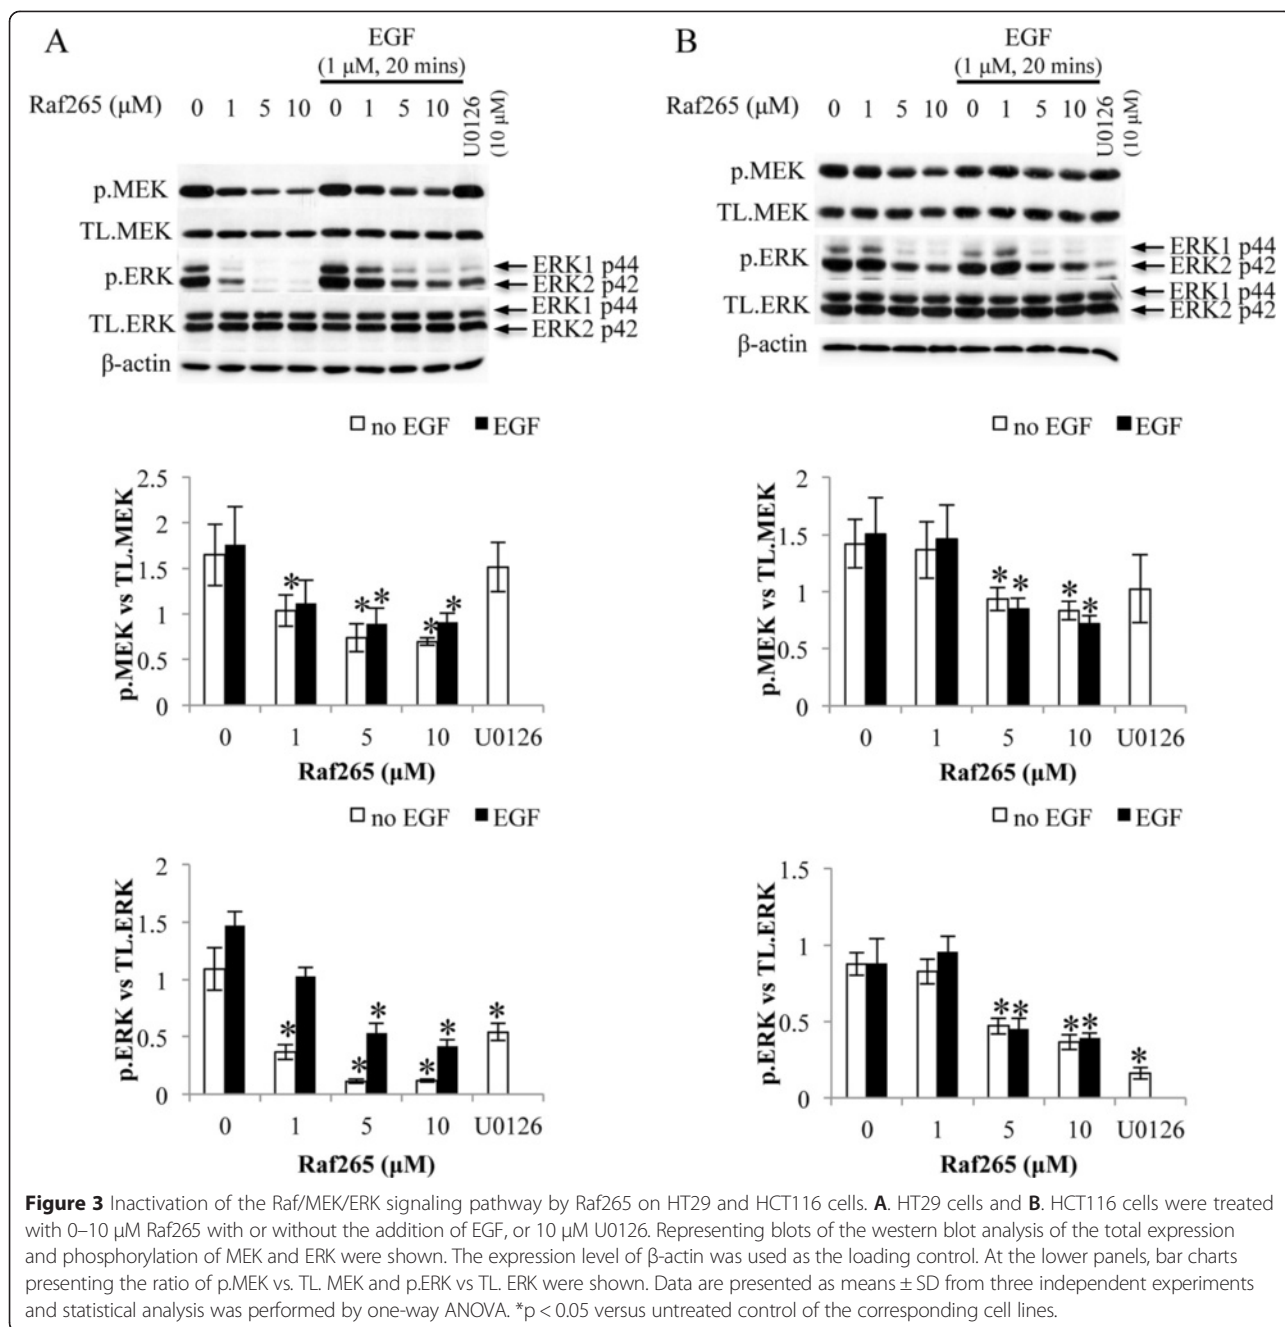 A
EGF
(1 μM, 20 mins)
Raf265 (μM) 0 1 5 10 0 1 5 10 U0126 (10 μM)
p.MEK
TL.MEK
p.ERK
ERK1 p44
ERK2 p42
TL.ERK
ERK1 p44
ERK2 p42
β-actin
B
EGF
(1 μM, 20 mins)
Raf265 (μM) 0 1 5 10 0 1 5 10 U0126 (10 μM)
p.MEK
TL.MEK
p.ERK
ERK1 p44
ERK2 p42
TL.ERK
ERK1 p44
ERK2 p42
β-actin
no EGF EGF
p.MEK vs TL.MEK
2.5
2
1.5
1
0.5
0
* * * * *
0 1 5 10 U0126
Raf265 (μM)
no EGF EGF
p.MEK vs TL.MEK
2
1.5
1
0.5
0
* * * *
0 1 5 10 U0126
Raf265 (μM)
no EGF EGF
p.ERK vs TL.ERK
2
1.5
1
0.5
0
* * * * * *
0 1 5 10 U0126
Raf265 (μM)
no EGF EGF
p.ERK vs TL.ERK
1.5
1
0.5
0
* * * * *
0 1 5 10 U0126
Raf265 (μM)
Figure 3 Inactivation of the Raf/MEK/ERK signaling pathway by Raf265 on HT29 and HCT116 cells. A. HT29 cells and B. HCT116 cells were treated
with 0–10 μM Raf265 with or without the addition of EGF, or 10 μM U0126. Representing blots of the western blot analysis of the total expression
and phosphorylation of MEK and ERK were shown. The expression level of β-actin was used as the loading control. At the lower panels, bar charts
presenting the ratio of p.MEK vs. TL. MEK and p.ERK vs TL. ERK were shown. Data are presented as means ± SD from three independent experiments
and statistical analysis was performed by one-way ANOVA. *p < 0.05 versus untreated control of the corresponding cell lines.